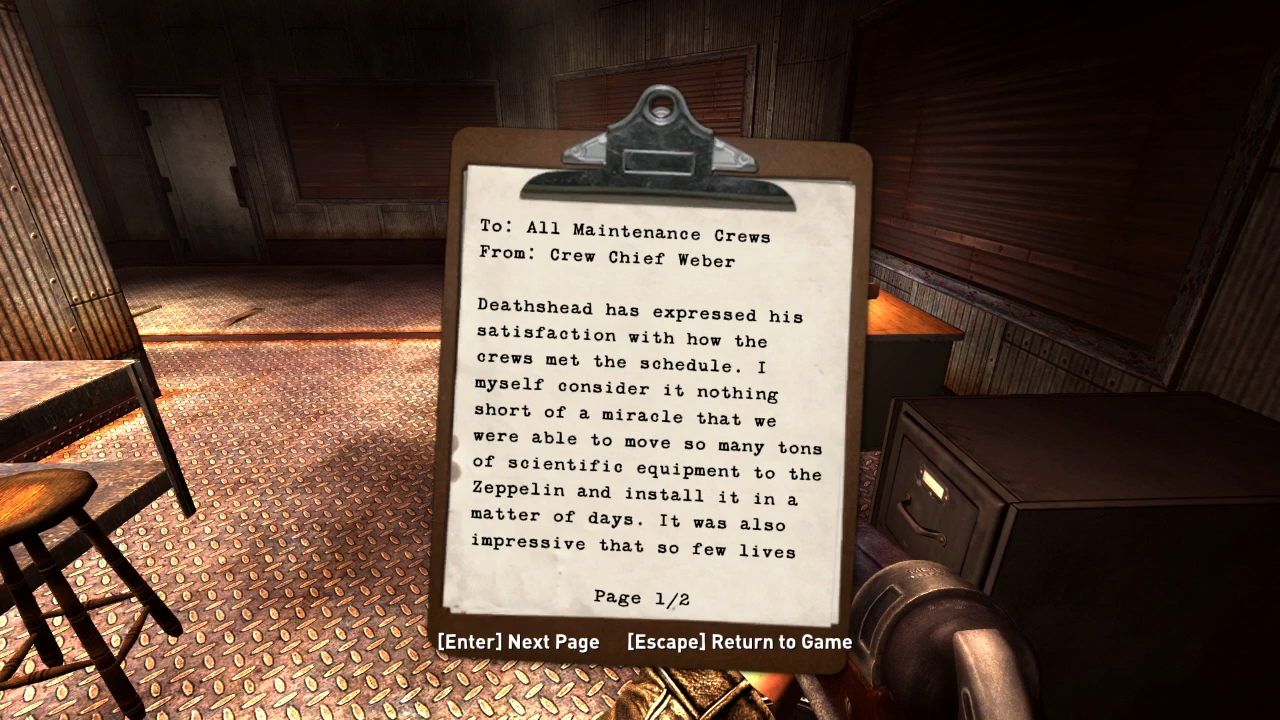 To: All Maintenance Crews
From: Crew Chief Weber
Deathshead has expressed his
satisfaction with how the
crews met the schedule. I
myself consider it nothing
short of a miracle that we
were able to move so many tons
of scientific equipment to the
Zeppelin and install it in a
matter of days. It was also
impressive that so few lives
Page 1/2
[Enter] Next Page [Escape] Return to Game